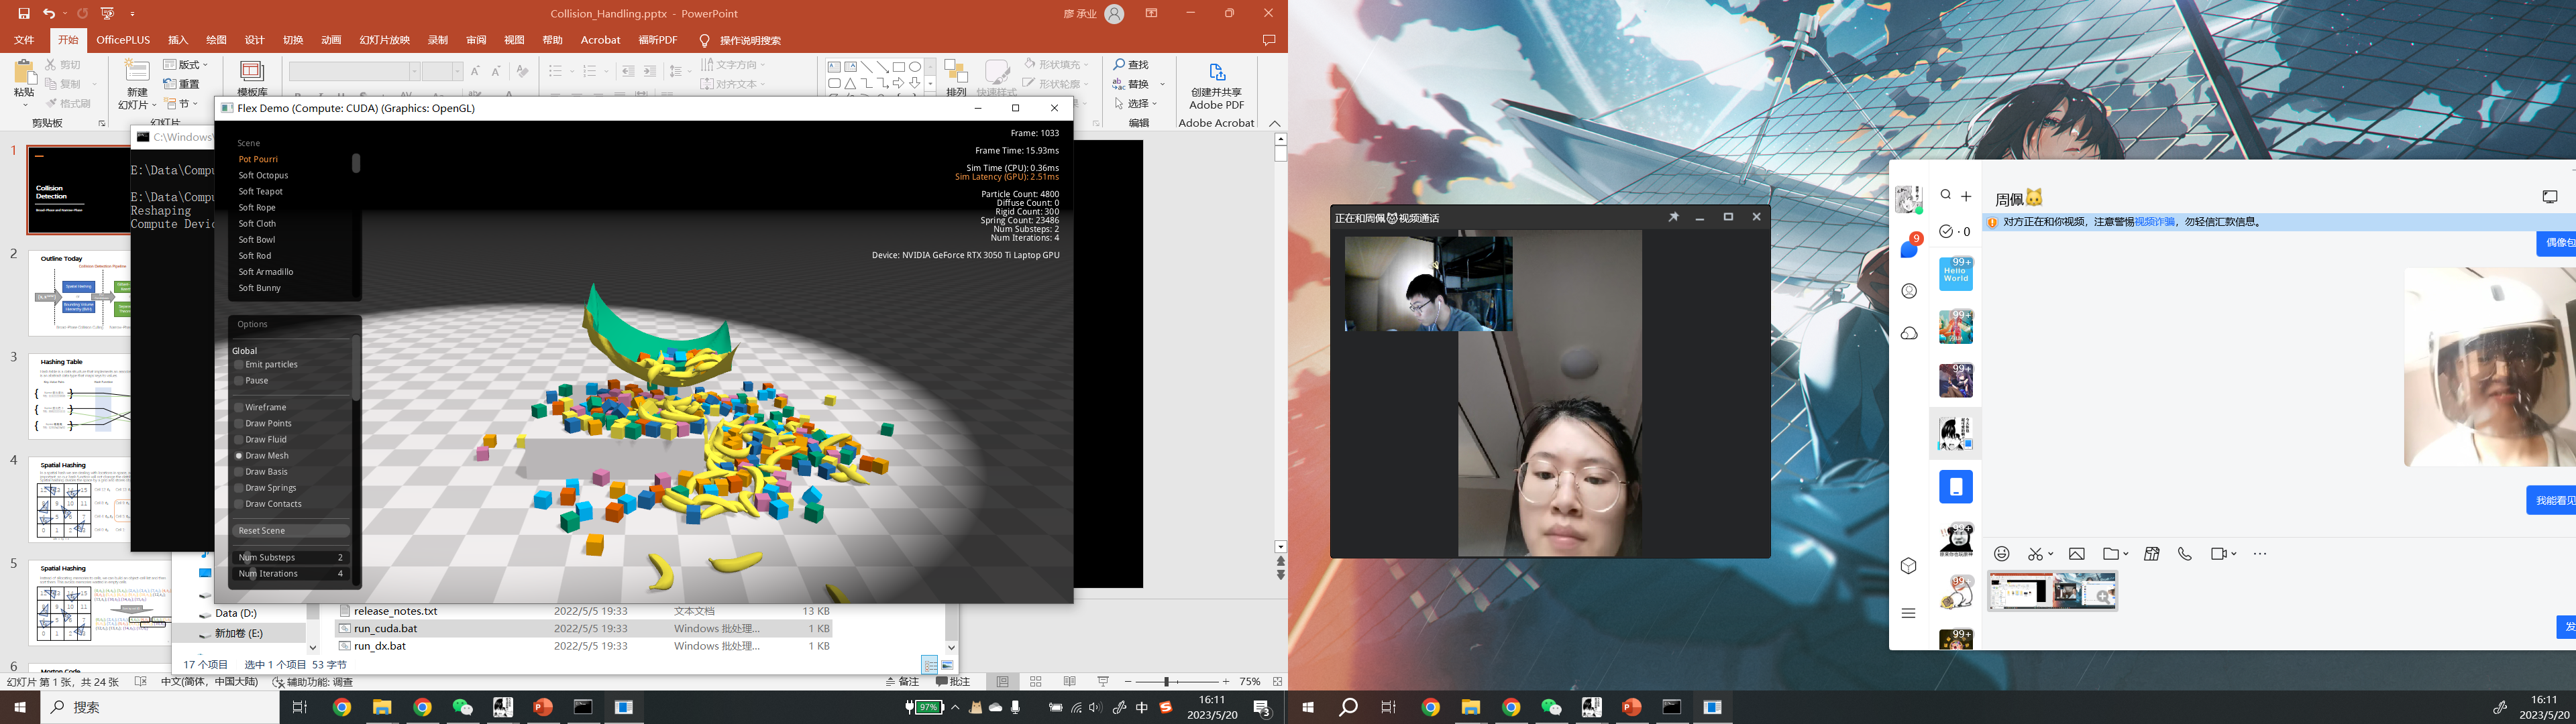 Collision_Handling.pptx - PowerPoint
廖 承业
文件 开始 OfficePLUS 插入 绘图 设计 切换 动画 幻灯片放映 录制 审阅 视图 帮助 Acrobat 福昕PDF 操作说明搜索
粘贴
剪切
复制
格式刷
剪贴板
新建
幻灯片
版式
重置
节
幻灯片
模板库
文字方向
对齐文本
排列
快速样式
形状填充
形状轮廓
查找
替换
选择
编辑
创建并共享
Adobe PDF
Adobe Acrobat
1
Collision
Detection
2
Outline Today
3
Hashing Table
4
Spatial Hashing
5
Spatial Hashing
6
C:\Windows\
E:\Data\Compu
E:\Data\Compu
Reshaping
Compute Devic
Flex Demo (Compute: CUDA) (Graphics: OpenGL)
Scene
Pot Pourri
Soft Octopus
Soft Teapot
Soft Rope
Soft Cloth
Soft Bowl
Soft Rod
Soft Armadillo
Soft Bunny
Options
Global
Emit particles
Pause
Wireframe
Draw Points
Draw Fluid
Draw Mesh
Draw Basis
Draw Springs
Draw Contacts
Reset Scene
Num Substeps 2
Num Iterations 4
Frame: 1033
Frame Time: 15.93ms
Sim Time (CPU): 0.36ms
Sim Latency (GPU): 2.51ms
Particle Count: 4800
Diffuse Count: 0
Rigid Count: 300
Spring Count: 23486
Num Substeps: 2
Num Iterations: 4
Device: NVIDIA GeForce RTX 3050 Ti Laptop GPU
Data (D:)
新加卷 (E:)
release_notes.txt 2022/5/5 19:33 文本文档 13 KB
run_cuda.bat 2022/5/5 19:33 Windows 批处理... 1 KB
run_dx.bat 2022/5/5 19:33 Windows 批处理... 1 KB
17 个项目 选中 1 个项目 53 字节
幻灯片 第 1 张，共 24 张 中文(简体，中国大陆) 辅助功能: 调查
备注 批注 75%
搜索
97%
中
16:11
2023/5/20
3
正在和周佩😈视频通话
周佩🐱
对方正在和你视频，注意警惕视频诈骗，勿轻信汇款信息。
9
0
99+
Hello
World
99+
99+
99+
99+
99+
偶像包
我能看见
发
16:11
2023/5/20